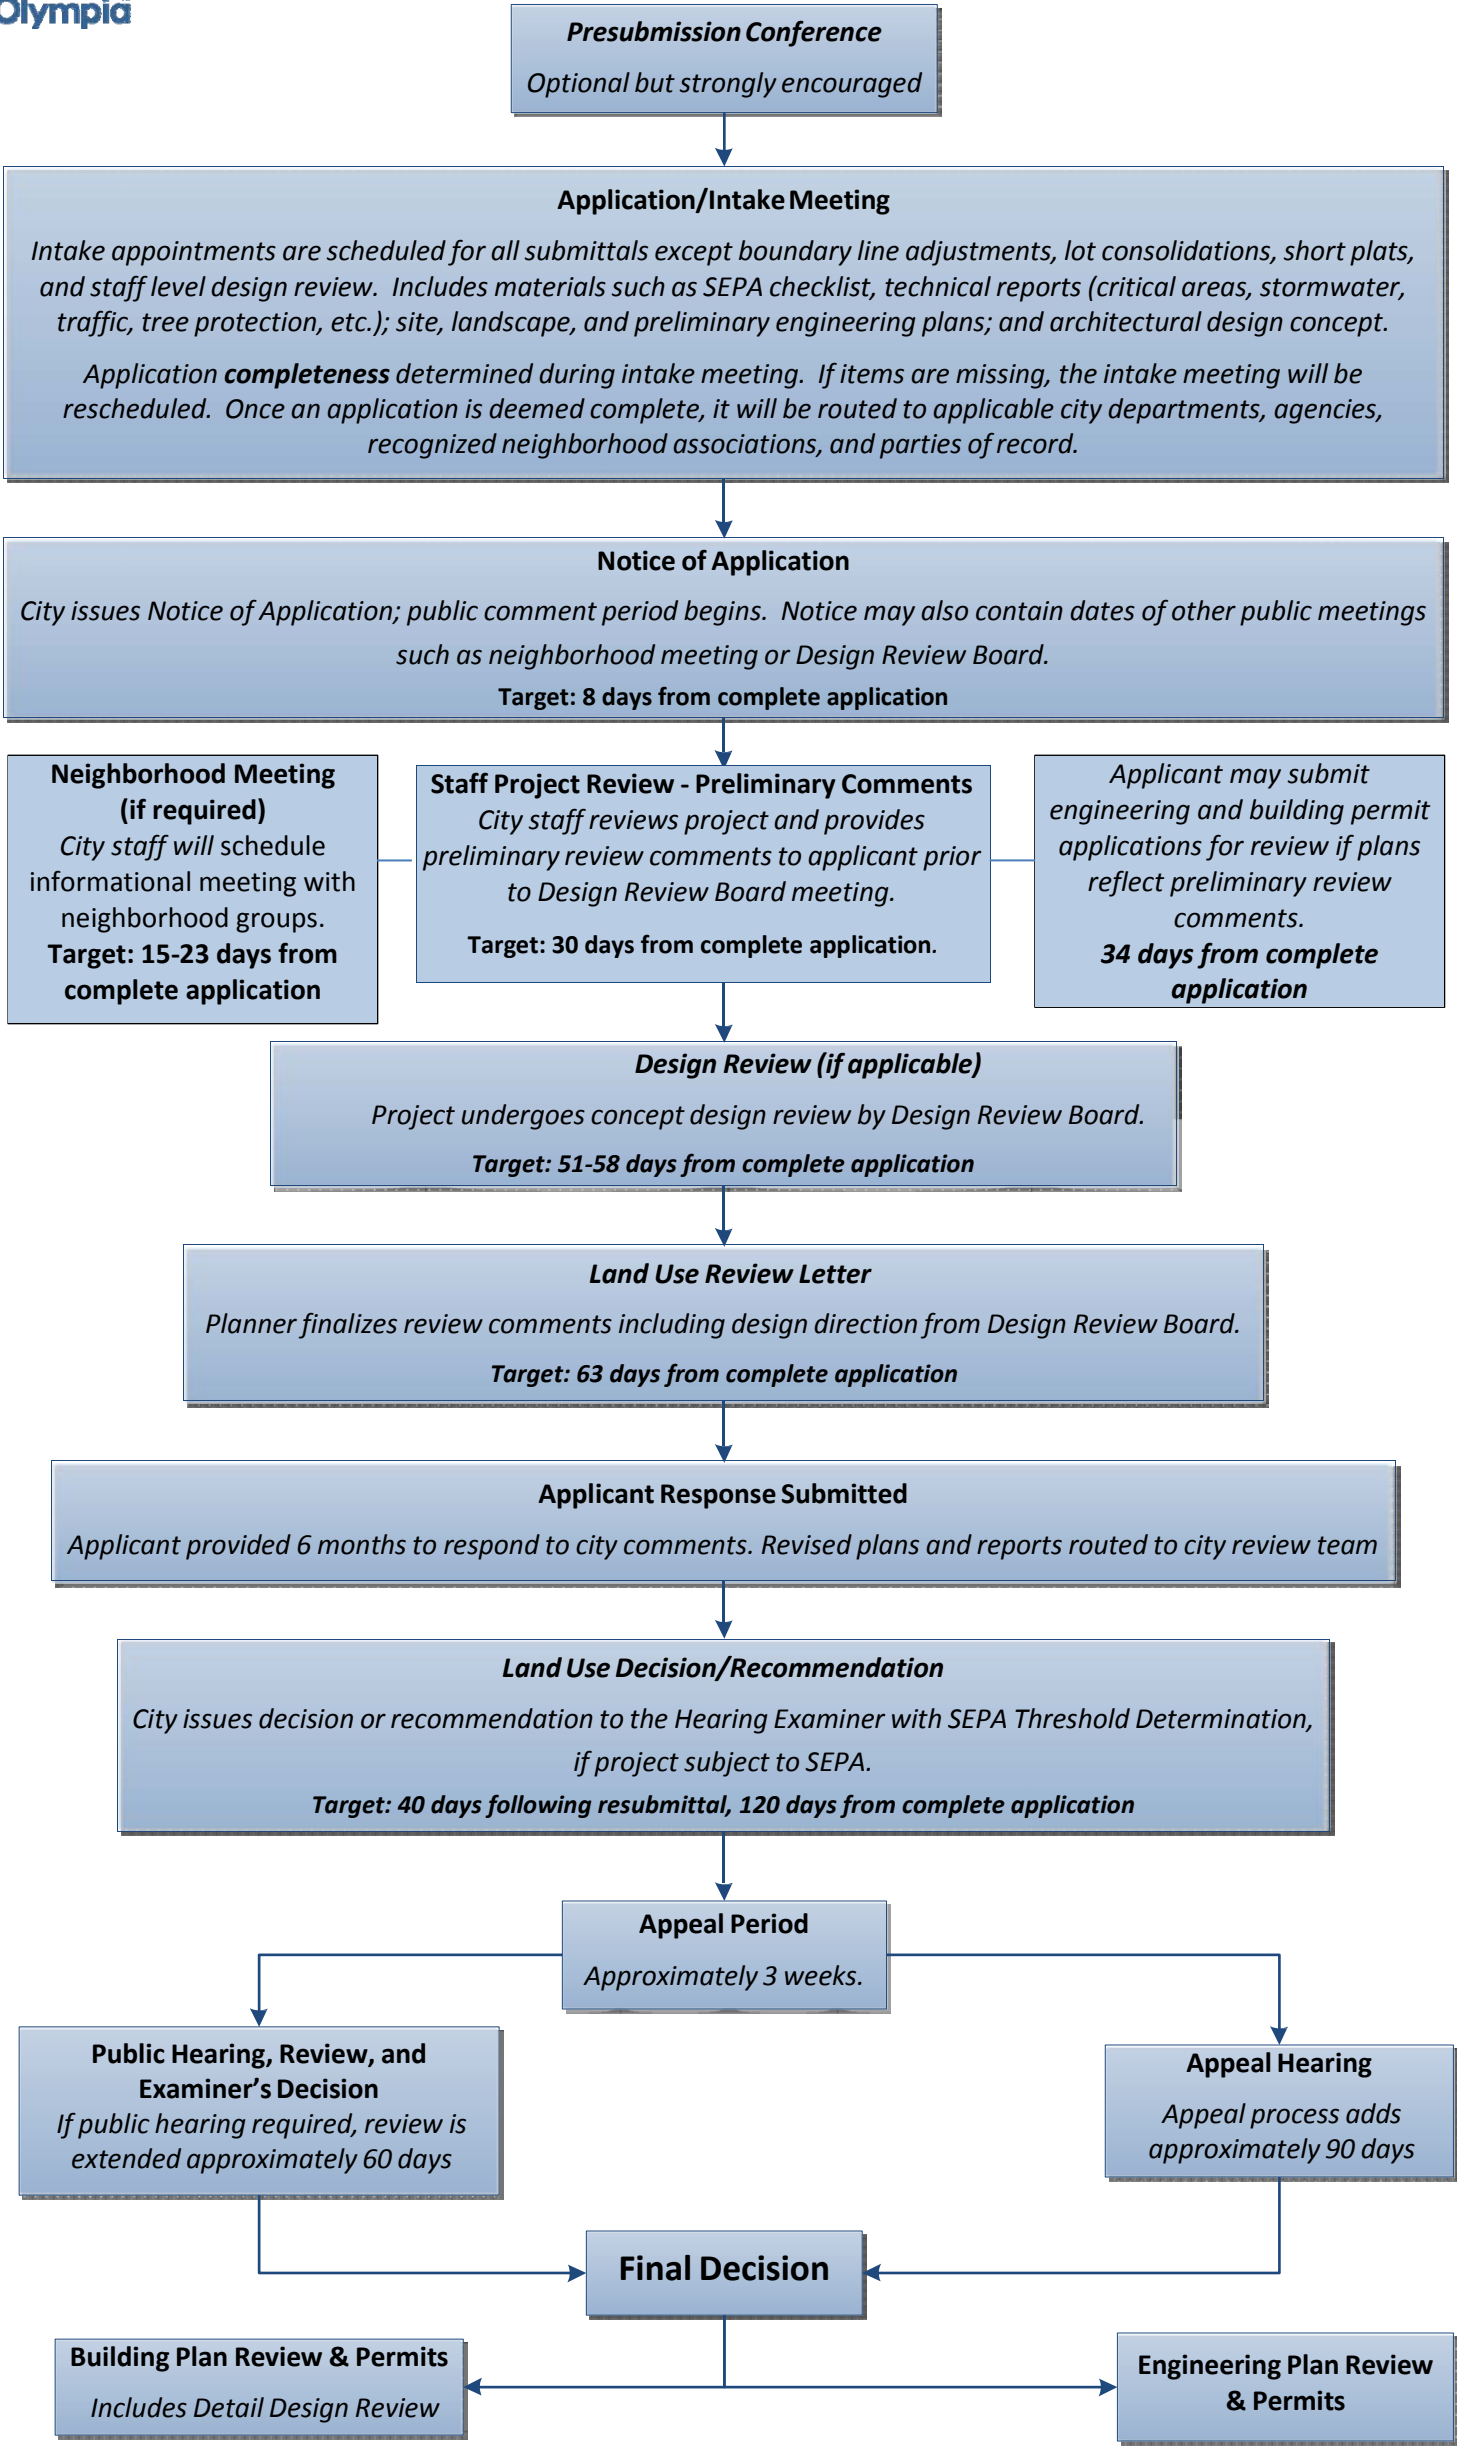 Olympia
Presubmission Conference
Optional but strongly encouraged
Application/Intake Meeting
Intake appointments are scheduled for all submittals except boundary line adjustments, lot consolidations, short plats,
and staff level design review. Includes materials such as SEPA checklist, technical reports (critical areas, stormwater,
traffic, tree protection, etc.); site, landscape, and preliminary engineering plans; and architectural design concept.
Application completeness determined during intake meeting. If items are missing, the intake meeting will be
rescheduled. Once an application is deemed complete, it will be routed to applicable city departments, agencies,
recognized neighborhood associations, and parties of record.
Notice of Application
City issues Notice of Application; public comment period begins. Notice may also contain dates of other public meetings
such as neighborhood meeting or Design Review Board.
Target: 8 days from complete application
Neighborhood Meeting
(if required)
City staff will schedule
informational meeting with
neighborhood groups.
Target: 15-23 days from
complete application
Staff Project Review - Preliminary Comments
City staff reviews project and provides
preliminary review comments to applicant prior
to Design Review Board meeting.
Target: 30 days from complete application.
Applicant may submit
engineering and building permit
applications for review if plans
reflect preliminary review
comments.
34 days from complete
application
Design Review (if applicable)
Project undergoes concept design review by Design Review Board.
Target: 51-58 days from complete application
Land Use Review Letter
Planner finalizes review comments including design direction from Design Review Board.
Target: 63 days from complete application
Applicant Response Submitted
Applicant provided 6 months to respond to city comments. Revised plans and reports routed to city review team
Land Use Decision/Recommendation
City issues decision or recommendation to the Hearing Examiner with SEPA Threshold Determination,
if project subject to SEPA.
Target: 40 days following resubmittal, 120 days from complete application
Appeal Period
Approximately 3 weeks.
Public Hearing, Review, and
Examiner's Decision
If public hearing required, review is
extended approximately 60 days
Appeal Hearing
Appeal process adds
approximately 90 days
Final Decision
Building Plan Review & Permits
Includes Detail Design Review
Engineering Plan Review
& Permits